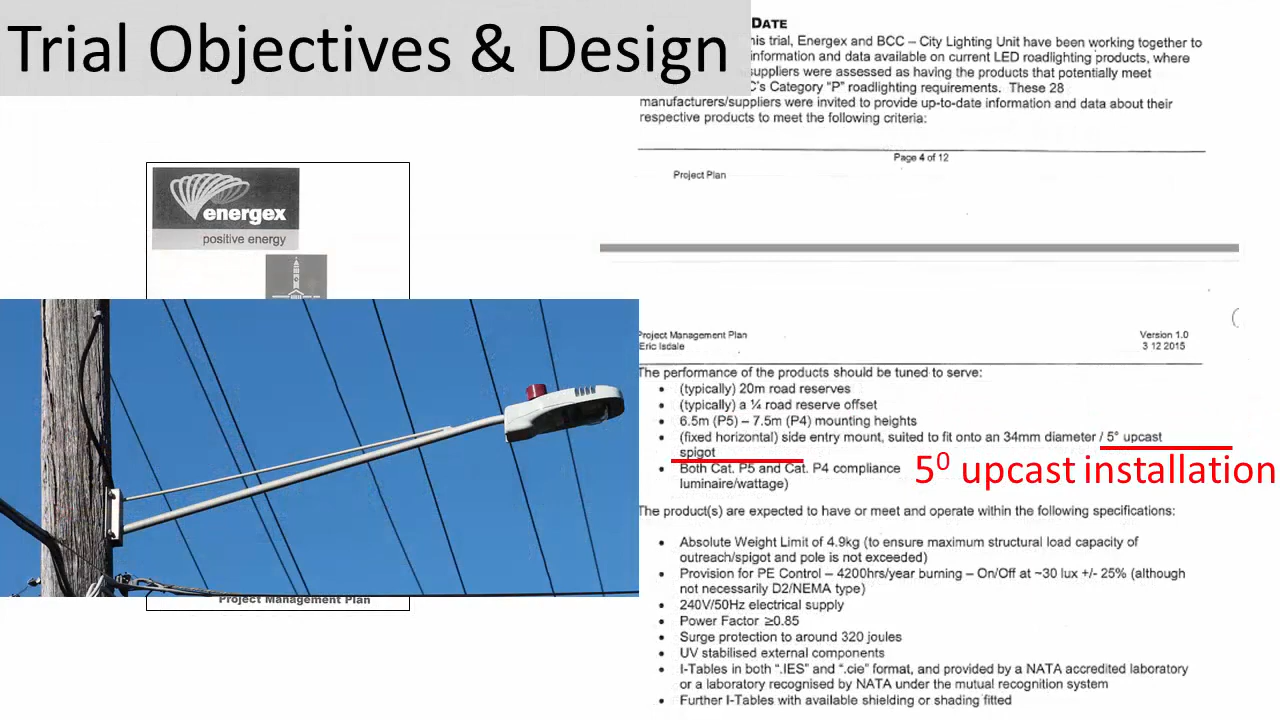 Trial Objectives & Design
DATE
his trial, Energex and BCC – City Lighting Unit have been working together to
information and data available on current LED roadlighting products, where
suppliers were assessed as having the products that potentially meet
C's Category "P" roadlighting requirements. These 28
manufacturers/suppliers were invited to provide up-to-date information and data about their
respective products to meet the following criteria:
Page 4 of 12
Project Plan
energex
positive energy
Project Management Plan
Version 1.0
Eric Isdale
3 12 2015
The performance of the products should be tuned to serve:
• (typically) 20m road reserves
• (typically) a ¼ road reserve offset
• 6.5m (P5) – 7.5m (P4) mounting heights
• (fixed horizontal) side entry mount, suited to fit onto an 34mm diameter / 5° upcast
spigot
• Both Cat. P5 and Cat. P4 compliance
luminaire/wattage)
5⁰ upcast installation
The product(s) are expected to have or meet and operate within the following specifications:
• Absolute Weight Limit of 4.9kg (to ensure maximum structural load capacity of
outreach/spigot and pole is not exceeded)
• Provision for PE Control – 4200hrs/year burning – On/Off at ~30 lux +/- 25% (although
not necessarily D2/NEMA type)
• 240V/50Hz electrical supply
• Power Factor ≥0.85
• Surge protection to around 320 joules
• UV stabilised external components
• I-Tables in both ".IES" and ".cie" format, and provided by a NATA accredited laboratory
or a laboratory recognised by NATA under the mutual recognition system
• Further I-Tables with available shielding or shading fitted
Project Management Plan